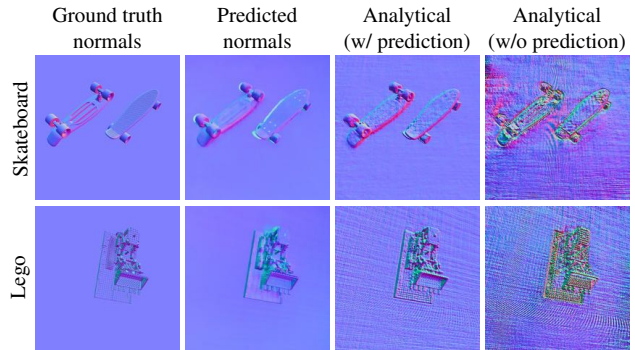 Ground truth
normals
Predicted
normals
Analytical
(w/ prediction)
Analytical
(w/o prediction)
Skateboard
Lego